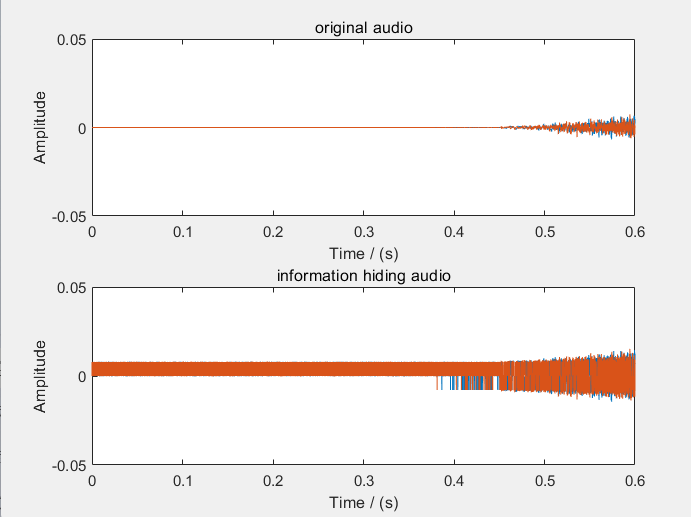 original audio
0.05
0
-0.05
Amplitude
0 0.1 0.2 0.3 0.4 0.5 0.6
Time / (s)
information hiding audio
0.05
0
-0.05
Amplitude
0 0.1 0.2 0.3 0.4 0.5 0.6
Time / (s)